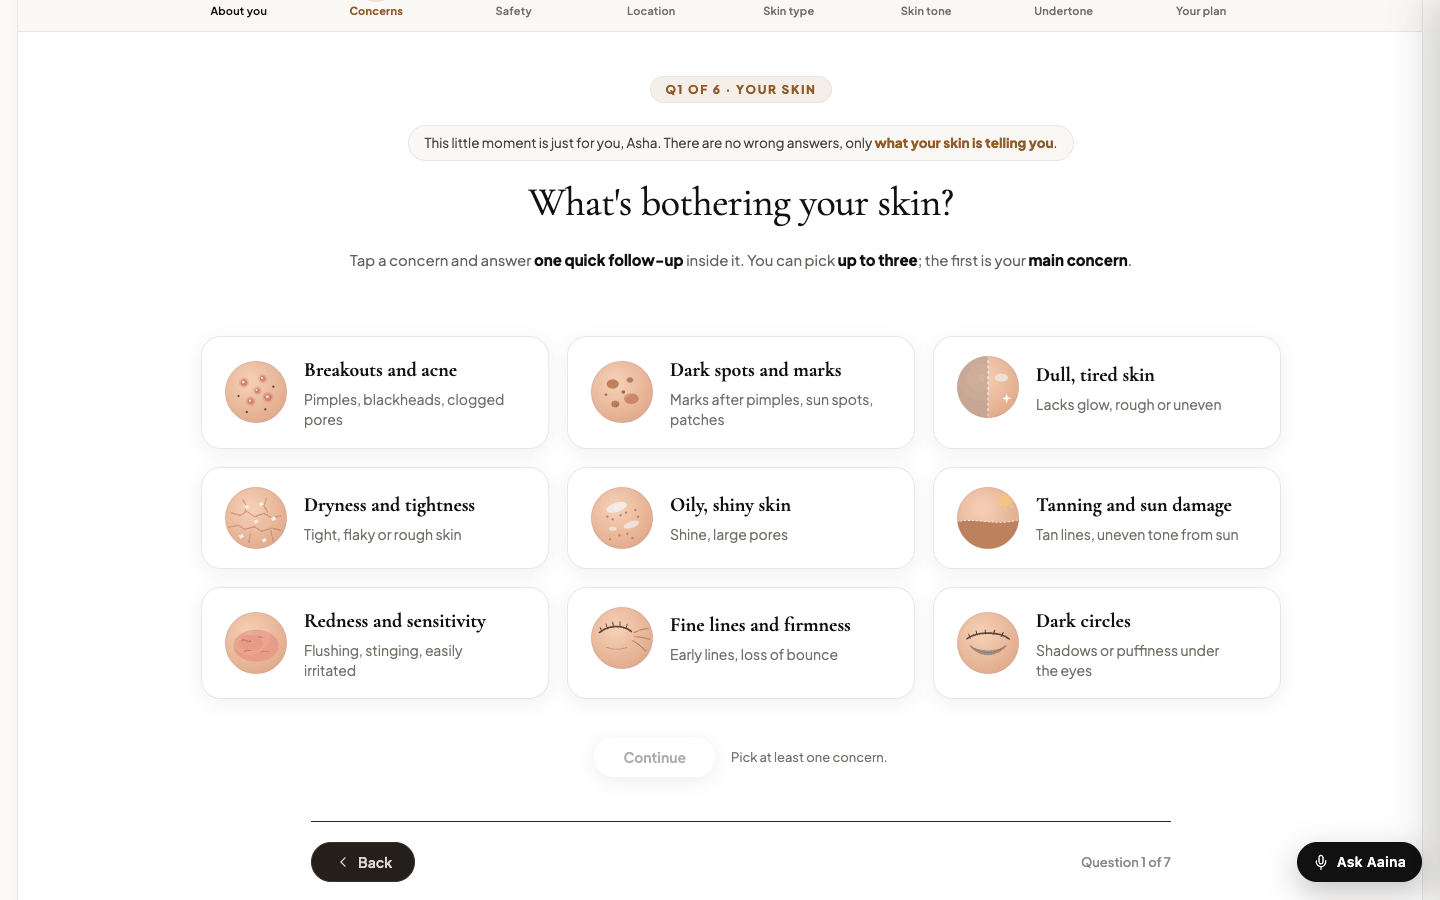 About you
Concerns
Safety
Location
Skin type
Skin tone
Undertone
Your plan
Q1 OF 6 · YOUR SKIN
This little moment is just for you, Asha. There are no wrong answers, only what your skin is telling you.
What's bothering your skin?
Tap a concern and answer one quick follow-up inside it. You can pick up to three; the first is your main concern.
Breakouts and acne
Pimples, blackheads, clogged
pores
Dark spots and marks
Marks after pimples, sun spots,
patches
Dull, tired skin
Lacks glow, rough or uneven
Dryness and tightness
Tight, flaky or rough skin
Oily, shiny skin
Shine, large pores
Tanning and sun damage
Tan lines, uneven tone from sun
Redness and sensitivity
Flushing, stinging, easily
irritated
Fine lines and firmness
Early lines, loss of bounce
Dark circles
Shadows or puffiness under
the eyes
Continue
Pick at least one concern.
Back
Question 1 of 7
Ask Aaina